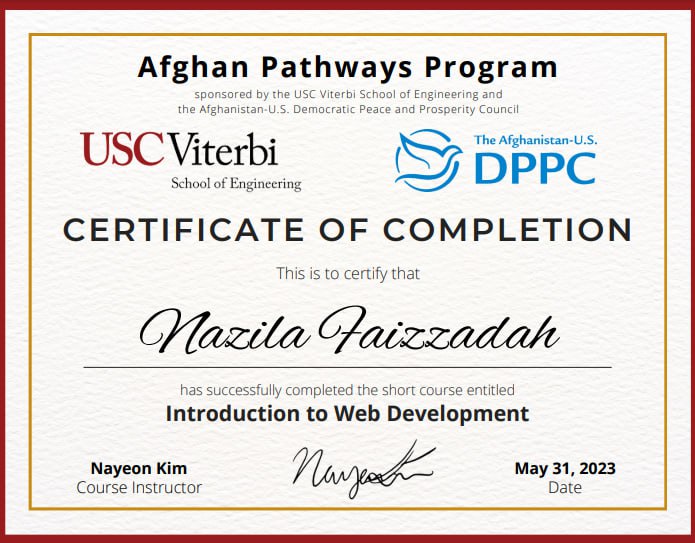 Afghan Pathways Program
sponsored by the USC Viterbi School of Engineering and
the Afghanistan-U.S. Democratic Peace and Prosperity Council
USC Viterbi
School of Engineering
The Afghanistan-U.S.
DPPC
CERTIFICATE OF COMPLETION
This is to certify that
Nazila Faizzadah
has successfully completed the short course entitled
Introduction to Web Development
Nayeon Kim
Course Instructor
May 31, 2023
Date